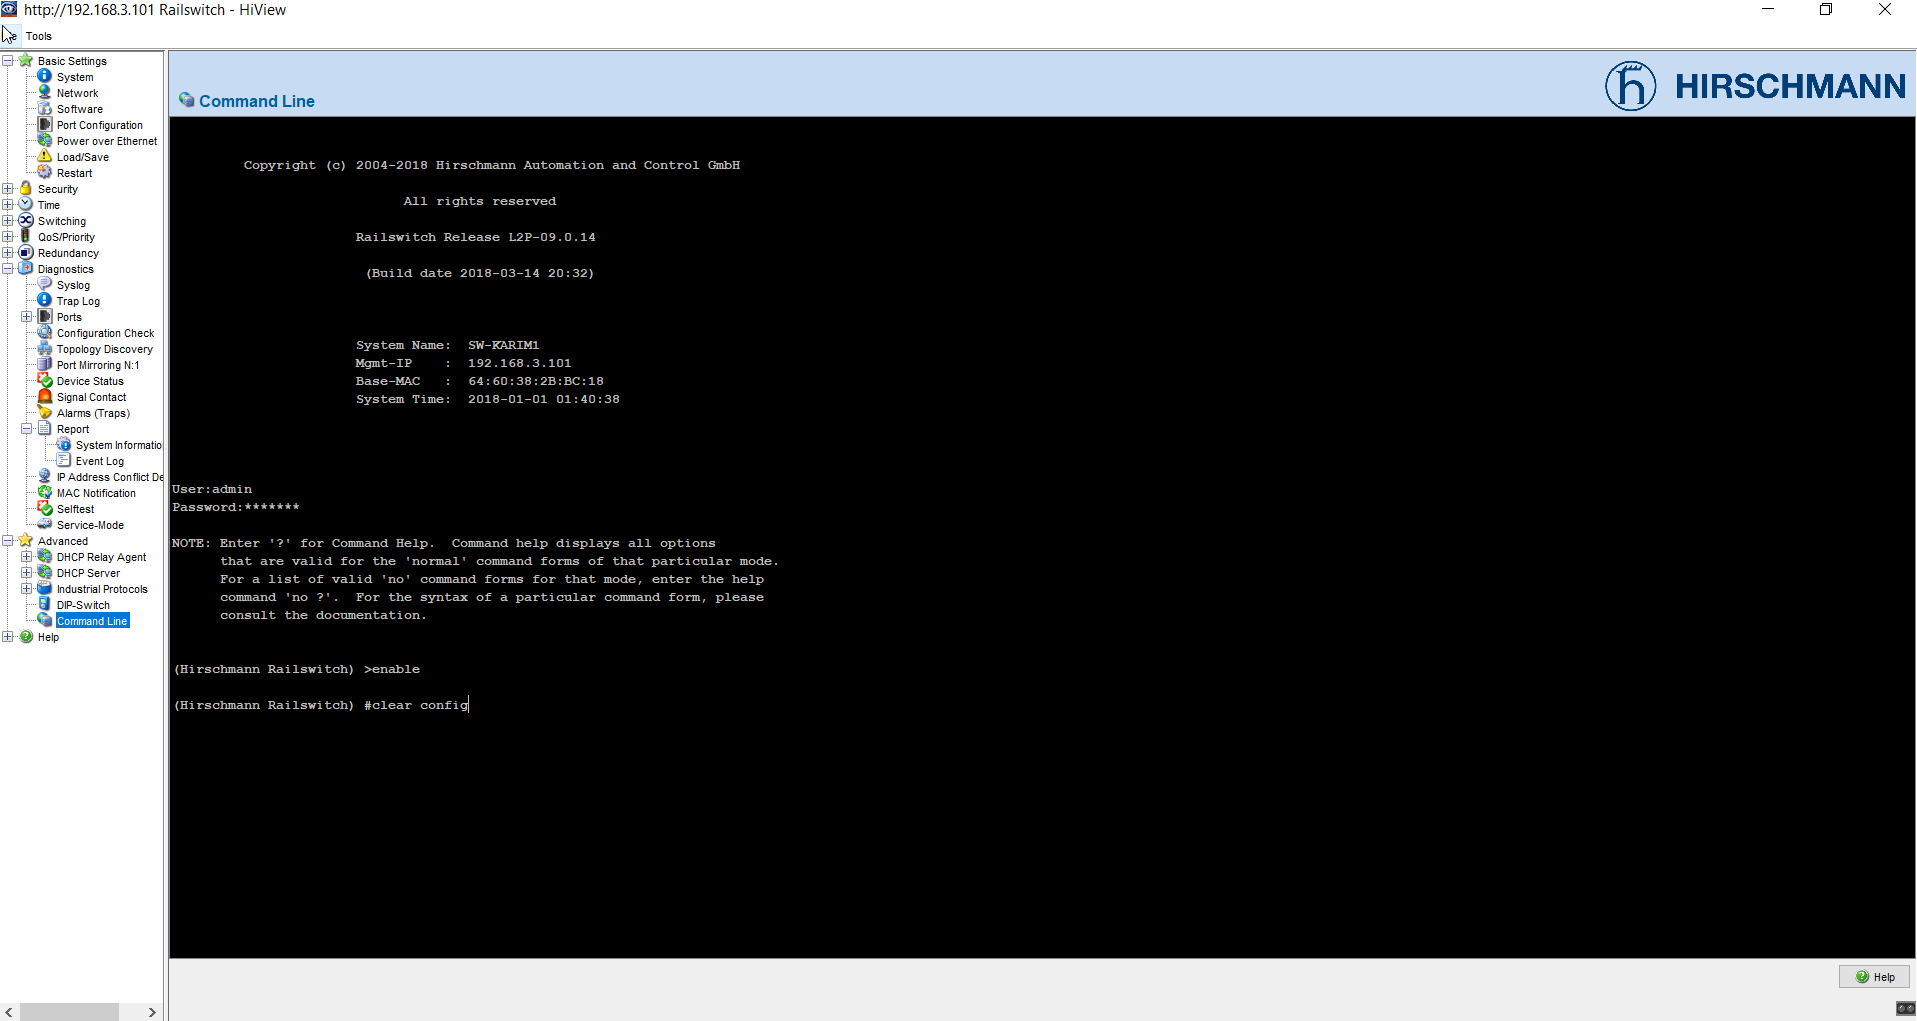 http://192.168.3.101 Railswitch - HiView
Tools
Basic Settings
System
Network
Software
Port Configuration
Power over Ethernet
Load/Save
Restart
Security
Time
Switching
QoS/Priority
Redundancy
Diagnostics
Syslog
Trap Log
Ports
Configuration Check
Topology Discovery
Port Mirroring N:1
Device Status
Signal Contact
Alarms (Traps)
Report
System Informatio
Event Log
IP Address Conflict De
MAC Notification
Selftest
Service-Mode
Advanced
DHCP Relay Agent
DHCP Server
Industrial Protocols
DIP-Switch
Command Line
Help
Command Line
HIRSCHMANN
Copyright (c) 2004-2018 Hirschmann Automation and Control GmbH
All rights reserved
Railswitch Release L2P-09.0.14
(Build date 2018-03-14 20:32)
System Name: SW-KARIM1
Mgmt-IP : 192.168.3.101
Base-MAC : 64:60:38:2B:BC:18
System Time: 2018-01-01 01:40:38
User:admin
Password:*******
NOTE: Enter '?' for Command Help. Command help displays all options
that are valid for the 'normal' command forms of that particular mode.
For a list of valid 'no' command forms for that mode, enter the help
command 'no ?'. For the syntax of a particular command form, please
consult the documentation.
(Hirschmann Railswitch) >enable
(Hirschmann Railswitch) #clear config
Help